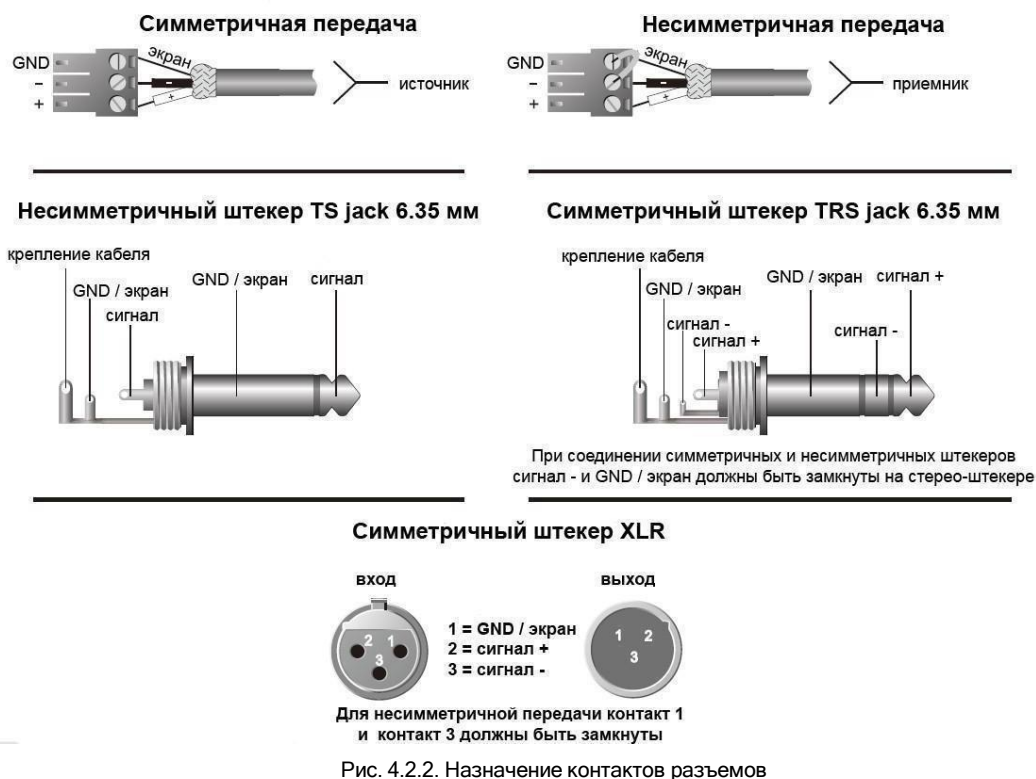 Симметричная передача
GND
–
+
экран
-
+
источник
Несимметричная передача
GND
–
+
экран
-
+
приемник
Несимметричный штекер TS jack 6.35 мм
крепление кабеля
GND / экран
сигнал
GND / экран
сигнал
Симметричный штекер TRS jack 6.35 мм
крепление кабеля
GND / экран
сигнал -
сигнал +
GND / экран
сигнал -
сигнал +
При соединении симметричных и несимметричных штекеров
сигнал - и GND / экран должны быть замкнуты на стерео-штекере
Симметричный штекер XLR
вход
2 1
3
1 = GND / экран
2 = сигнал +
3 = сигнал -
выход
1 2
3
Для несимметричной передачи контакт 1
и контакт 3 должны быть замкнуты
Рис. 4.2.2. Назначение контактов разъемов